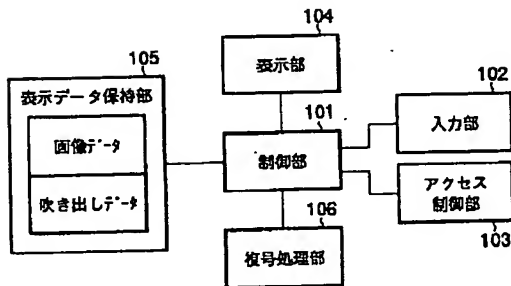 104
表示部
105
表示データ保持部
画像データ
吹き出しデータ
101
制御部
102
入力部
アクセス
制御部
103
106
復号処理部